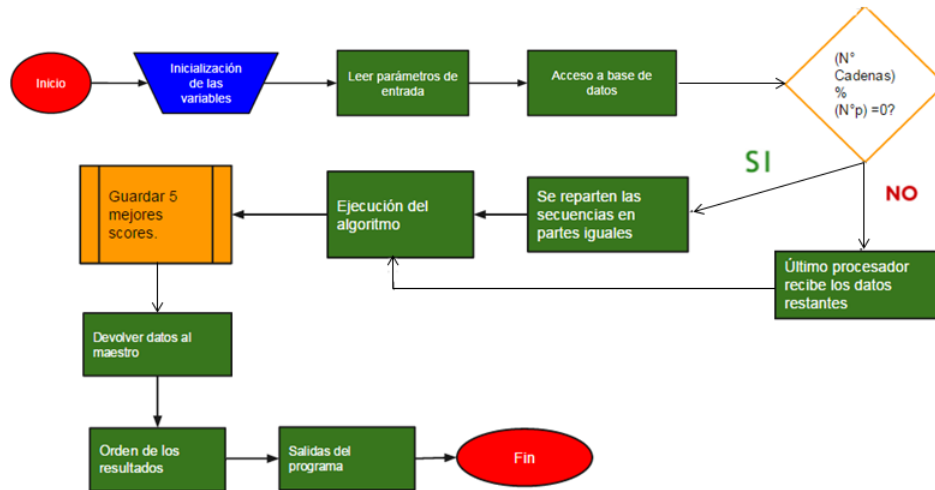 Inicio
Inicialización
de las
variables
Leer parámetros de
entrada
Acceso a base de
datos
(N°
Cadenas)
%
(N°p) =0?
SI
NO
Guardar 5
mejores
scores.
Ejecución del
algoritmo
Se reparten las
secuencias en
partes iguales
Último procesador
recibe los datos
restantes
Devolver datos al
maestro
Orden de los
resultados
Salidas del
programa
Fin